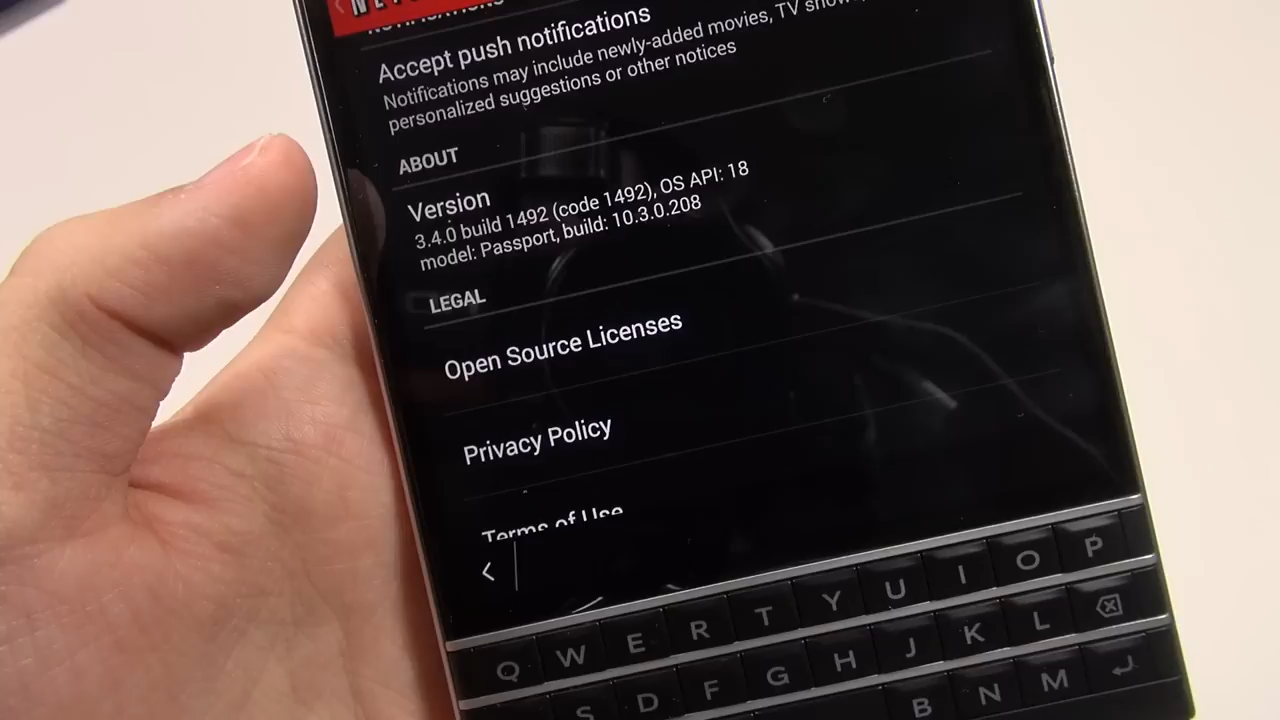 NOTIFICATIONS
Accept push notifications
Notifications may include newly-added movies, TV show
personalized suggestions or other notices
ABOUT
Version
3.4.0 build 1492 (code 1492), OS API: 18
model: Passport, build: 10.3.0.208
LEGAL
Open Source Licenses
Privacy Policy
Terms of Use
Q W E R T Y U I O P
S D F G H J K L
B N M